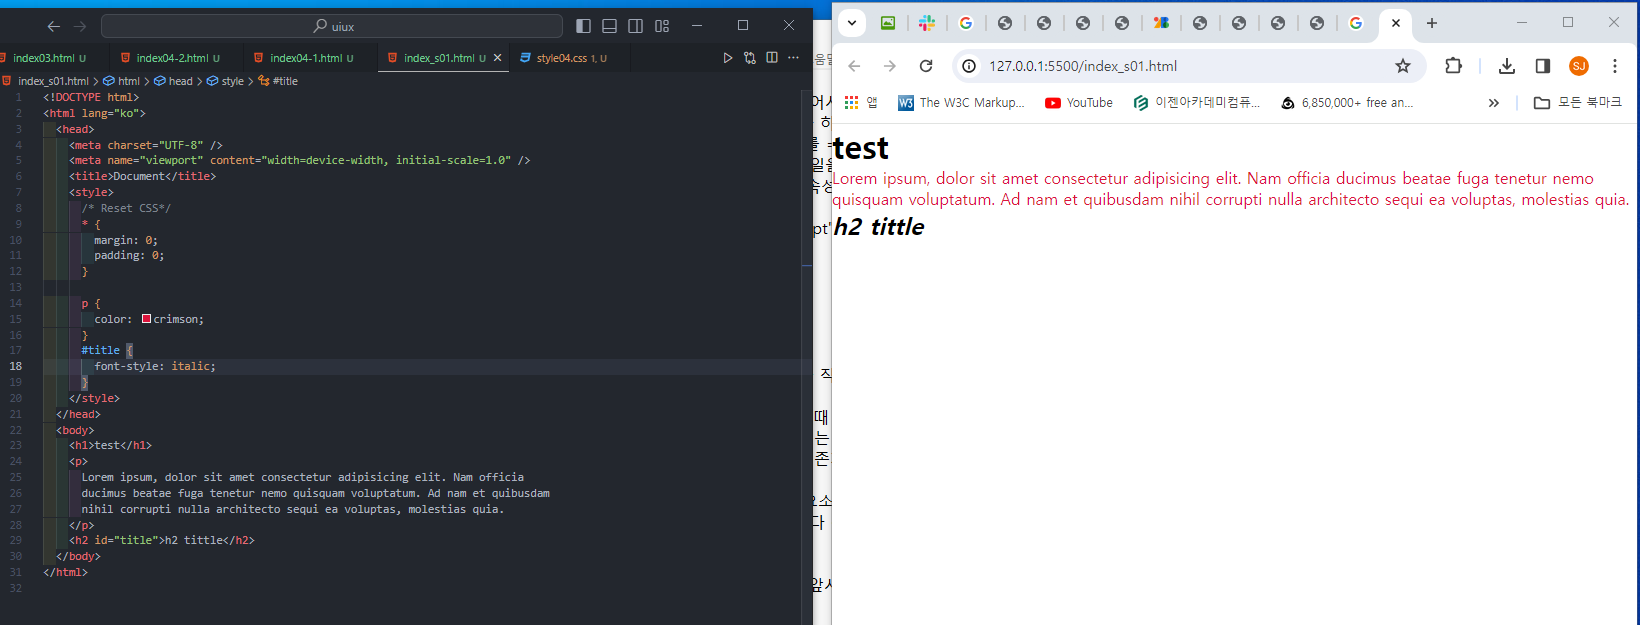 uiux
index03.html U
index04-2.html U
index04-1.html U
index_s01.html U
style04.css 1, U
index_s01.html > html > head > style > #title
1 <!DOCTYPE html>
2 <html lang="ko">
3 <head>
4 <meta charset="UTF-8" />
5 <meta name="viewport" content="width=device-width, initial-scale=1.0" />
6 <title>Document</title>
7 <style>
8 /* Reset CSS*/
9 * {
10 margin: 0;
11 padding: 0;
12 }
13
14 p {
15 color: crimson;
16 }
17 #title {
18 font-style: italic;
19 }
20 </style>
21 </head>
22 <body>
23 <h1>test</h1>
24 <p>
25 Lorem ipsum, dolor sit amet consectetur adipisicing elit. Nam officia
26 ducimus beatae fuga tenetur nemo quisquam voluptatum. Ad nam et quibusdam
27 nihil corrupti nulla architecto sequi ea voluptas, molestias quia.
28 </p>
29 <h2 id="title">h2 tittle</h2>
30 </body>
31 </html>
32
pt'
때
는
존
다
127.0.0.1:5500/index_s01.html
SJ
앱
The W3C Markup...
YouTube
이젠아카데미컴퓨...
6,850,000+ free an...
모든 북마크
test
Lorem ipsum, dolor sit amet consectetur adipisicing elit. Nam officia ducimus beatae fuga tenetur nemo
quisquam voluptatum. Ad nam et quibusdam nihil corrupti nulla architecto sequi ea voluptas, molestias quia.
h2 tittle